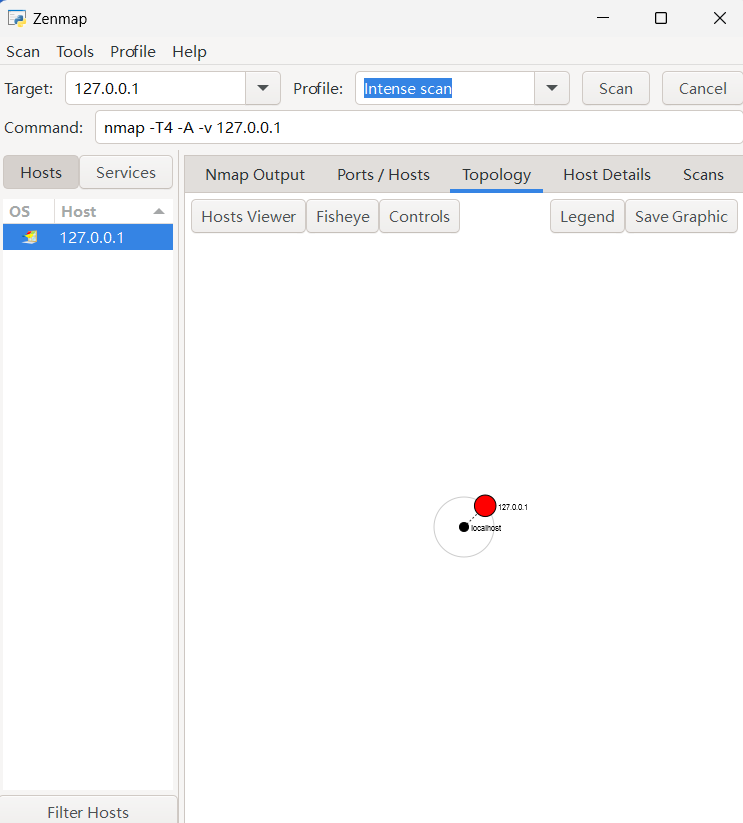 Zenmap
Scan Tools Profile Help
Target: 127.0.0.1 Profile: Intense scan Scan Cancel
Command: nmap -T4 -A -v 127.0.0.1
Hosts Services
Nmap Output Ports / Hosts Topology Host Details Scans
OS Host
127.0.0.1
Hosts Viewer Fisheye Controls Legend Save Graphic
127.0.0.1
localhost
Filter Hosts